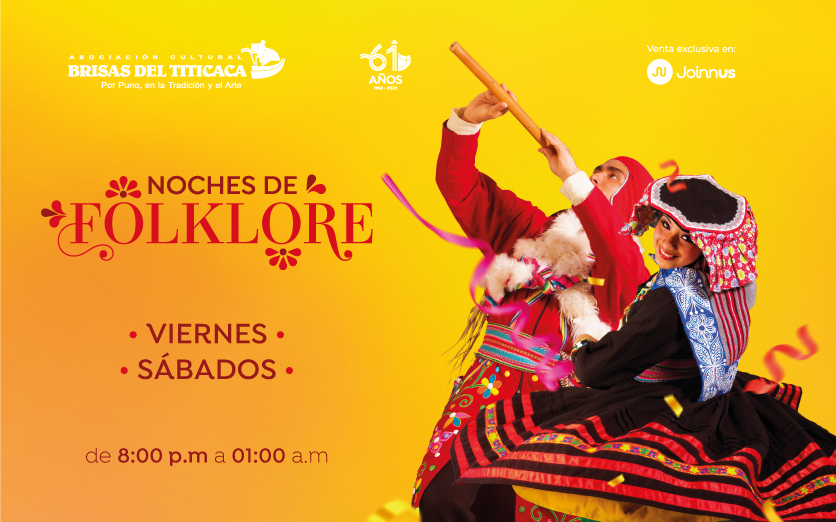 ASOCIACIÓN CULTURAL
BRISAS DEL TITICACA
Por Puno, en la Tradición y el Arte
61
AÑOS
Venta exclusiva en:
Joinnus
NOCHES DE
FOLKLORE
• VIERNES •
• SÁBADOS •
de 8:00 p.m a 01:00 a.m